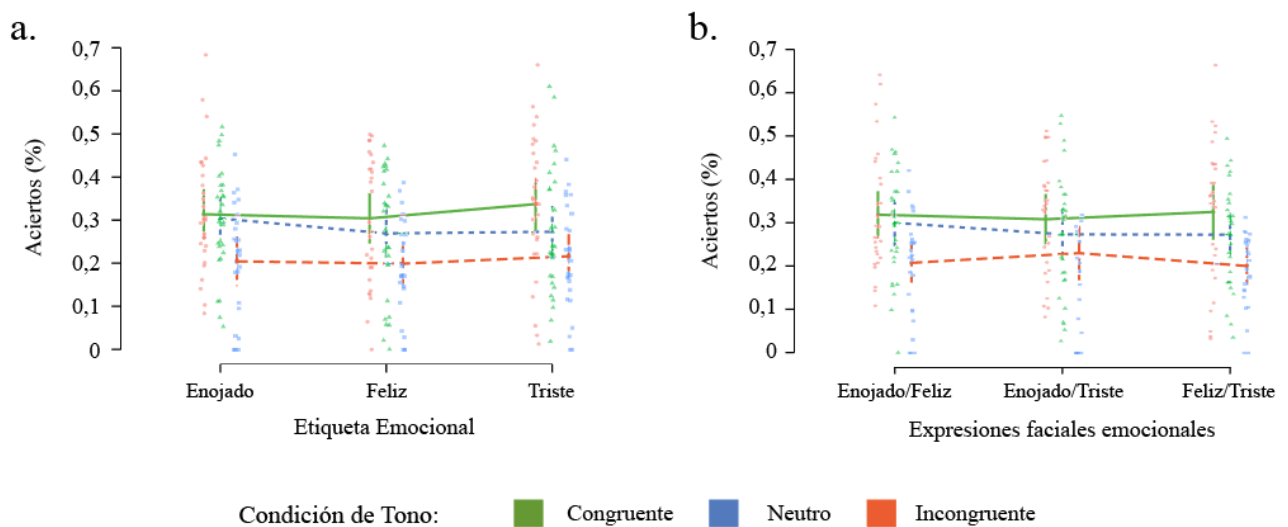 a.
0,7
0,6
0,5
0,4
0,3
0,2
0,1
0
Aciertos (%)
Enojado Feliz Triste
Etiqueta Emocional
b.
0,7
0,6
0,5
0,4
0,3
0,2
0,1
0
Aciertos (%)
Enojado/Feliz Enojado/Triste Feliz/Triste
Expresiones faciales emocionales
Condición de Tono: Congruente Neutro Incongruente